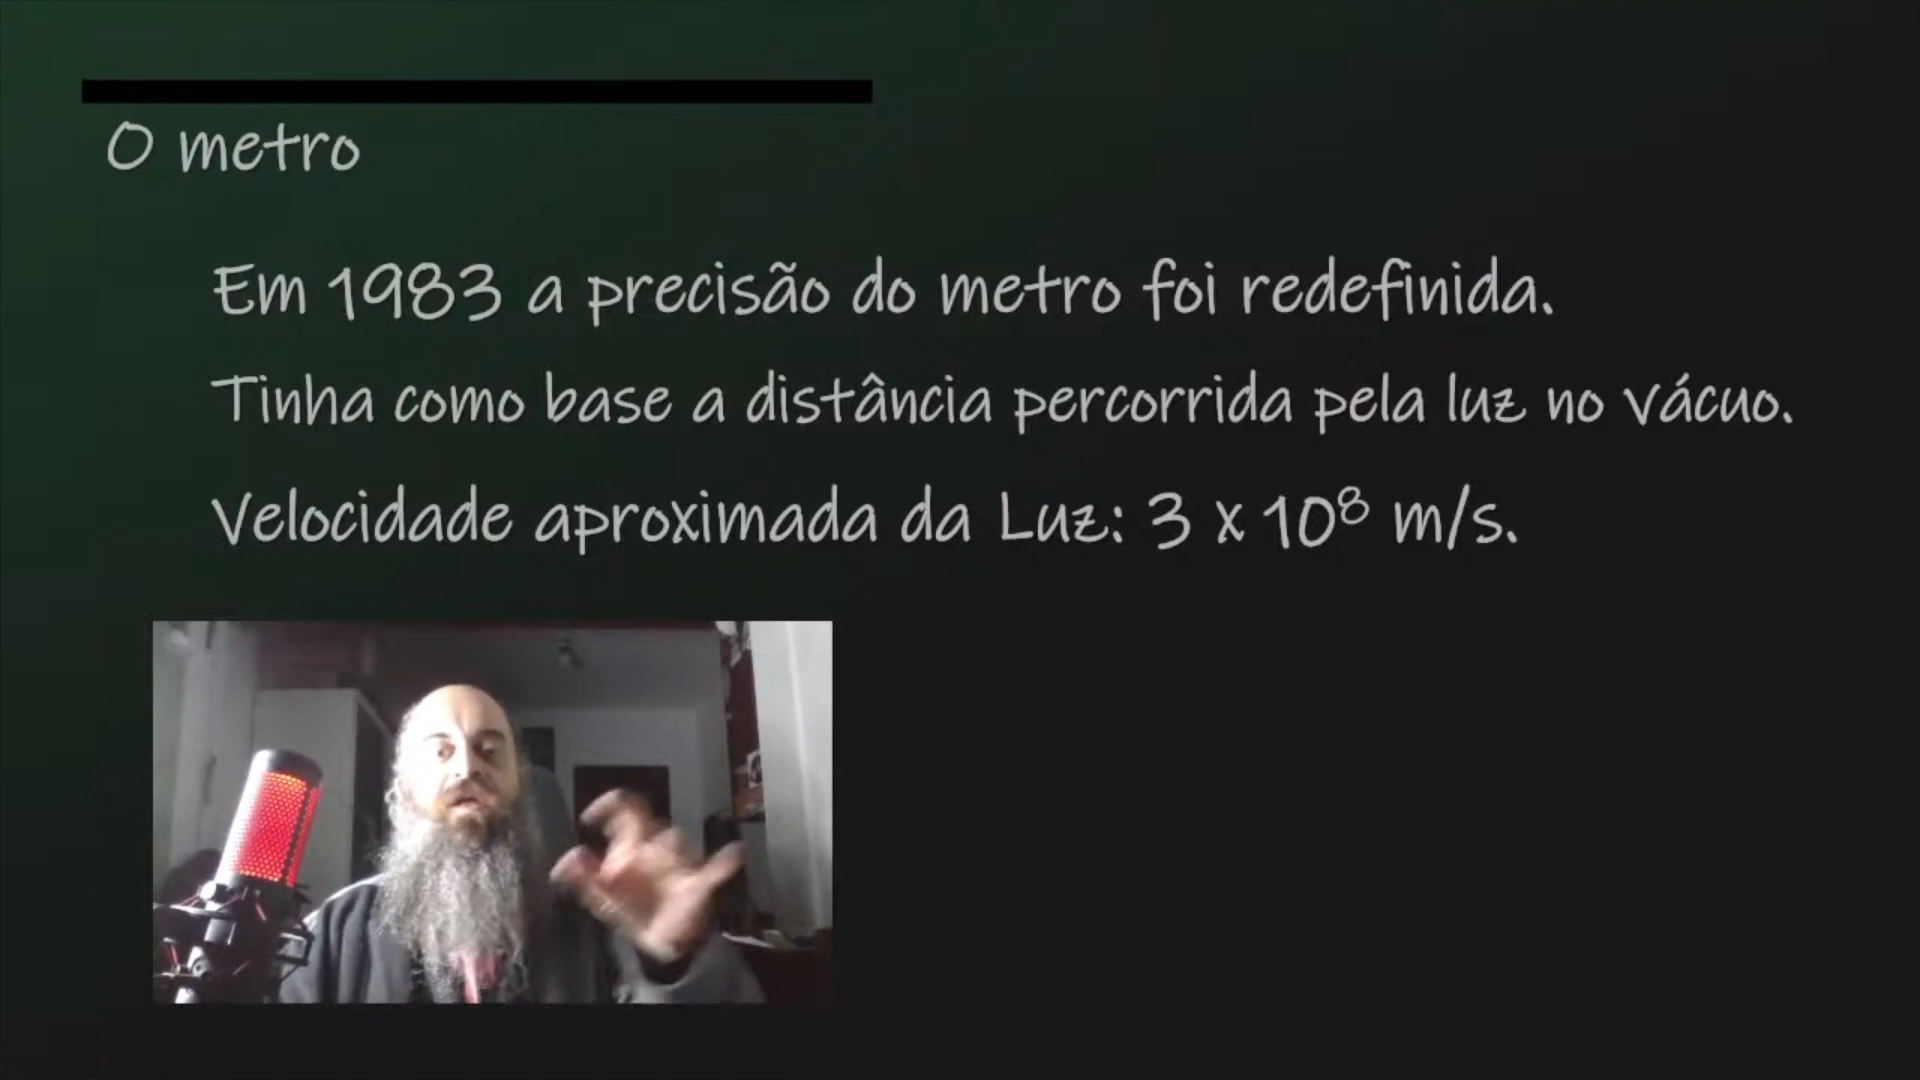 O metro
Em 1983 a precisão do metro foi redefinida.
Tinha como base a distância percorrida pela luz no vácuo.
Velocidade aproximada da Luz: 3 x 10⁸ m/s.